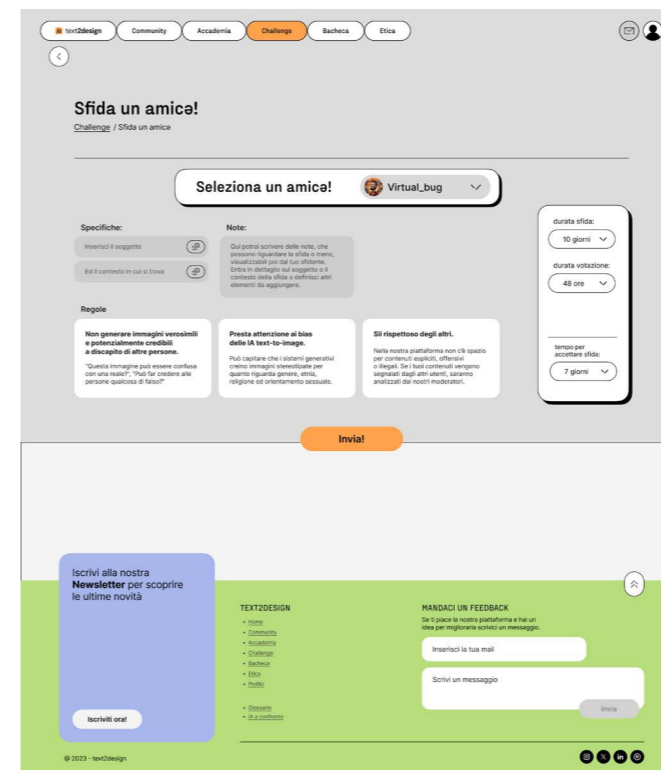 text2design Community Accademia Challenge Bacheca Etica
Sfida un amicə!
Challenge / Sfida un amicə
Seleziona un amicə! Virtual_bug
Specifiche:
Inserisci il soggetto
Ed il contesto in cui si trova
Note:
Qui potrai scrivere delle note, che
possono riguardare la sfida o meno,
visualizzabili poi dal tuo sfidante.
Entra in dettaglio sul soggetto o il
contesto della sfida o definisci altri
elementi da aggiungere.
durata sfida:
10 giorni
durata votazione:
48 ore
tempo per
accettare sfida:
7 giorni
Regole
Non generare immagini verosimili
e potenzialmente credibili
a discapito di altre persone.
"Questa immagine può essere confusa
con una reale?", "Può far credere alle
persone qualcosa di falso?"
Presta attenzione ai bias
delle IA text-to-image.
Può capitare che i sistemi generativi
creino immagini stereotipate per
quanto riguarda genere, etnia,
religione ed orientamento sessuale.
Sii rispettoso degli altri.
Nella nostra piattaforma non c'è spazio
per contenuti espliciti, offensivi
o illegali. Se i tuoi contenuti vengono
segnalati dagli altri utenti, saranno
analizzati dai nostri moderatori.
Invia!
Iscrivi alla nostra
Newsletter per scoprire
le ultime novità
Iscriviti ora!
TEXT2DESIGN
• Home
• Community
• Accademia
• Challenge
• Bacheca
• Etica
• Profilo
• Glossario
• IA a confronto
MANDACI UN FEEDBACK
Se ti piace la nostra piattaforma e hai un
idea per migliorarla scrivici un messaggio.
Inserisci la tua mail
Scrivi un messaggio
Invia
@ 2023 - text2design